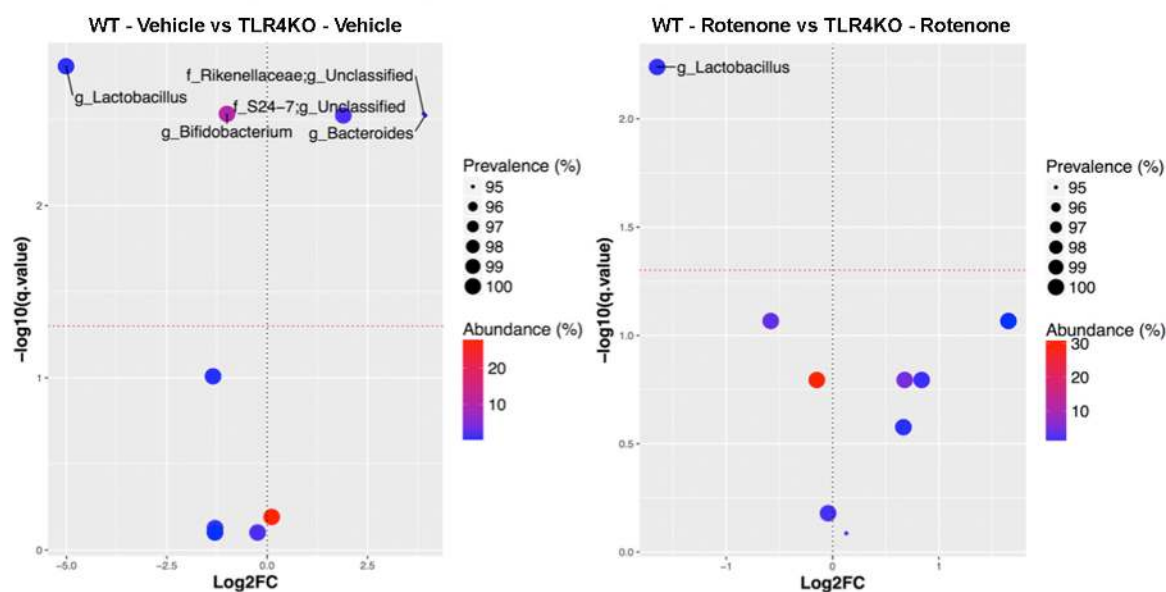 WT - Vehicle vs TLR4KO - Vehicle
f_Rikenellaceae;g_Unclassified
g_Lactobacillus
f_S24-7;g_Unclassified
g_Bifidobacterium
g_Bacteroides
2
1
0
-log10(q.value)
-5.0
-2.5
0.0
2.5
Log2FC
Prevalence (%)
95
96
97
98
99
100
Abundance (%)
20
10
WT - Rotenone vs TLR4KO - Rotenone
g_Lactobacillus
2.0
1.5
1.0
0.5
0.0
-log10(q.value)
-1
0
1
Log2FC
Prevalence (%)
95
96
97
98
99
100
Abundance (%)
30
20
10